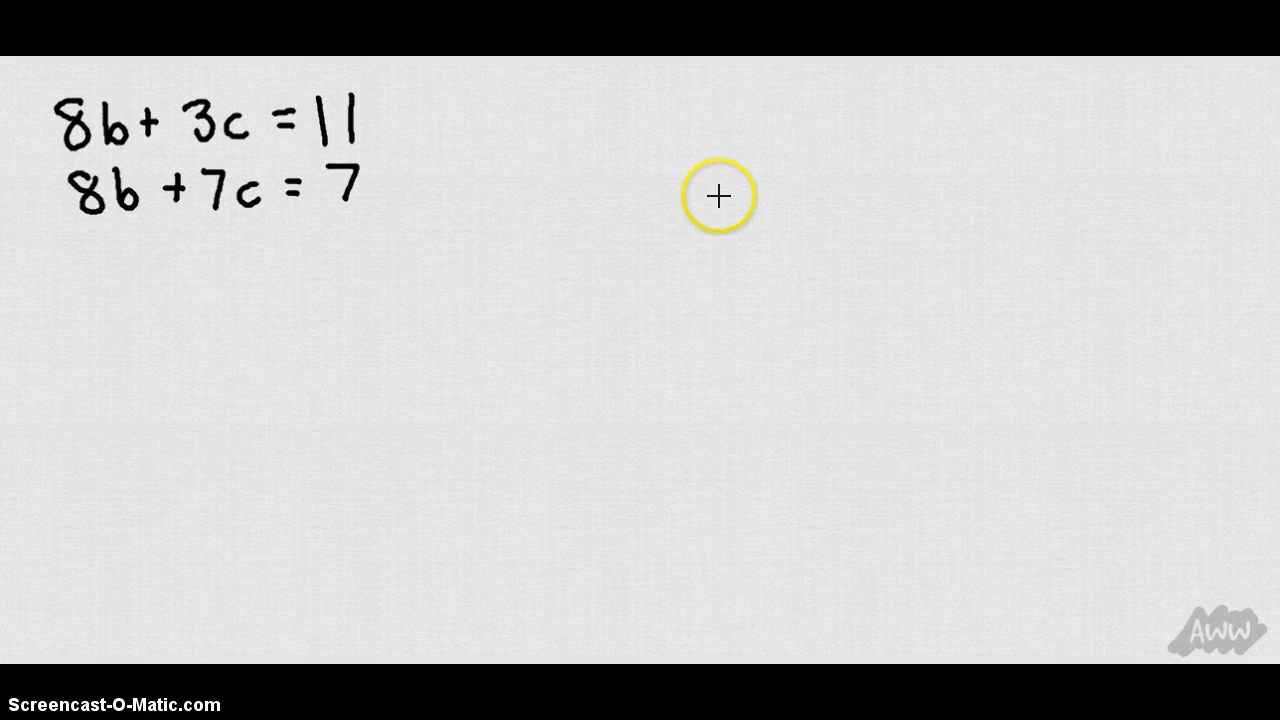 8b+ 3c = 11
8b + 7c = 7
AWW
Screencast-O-Matic.com